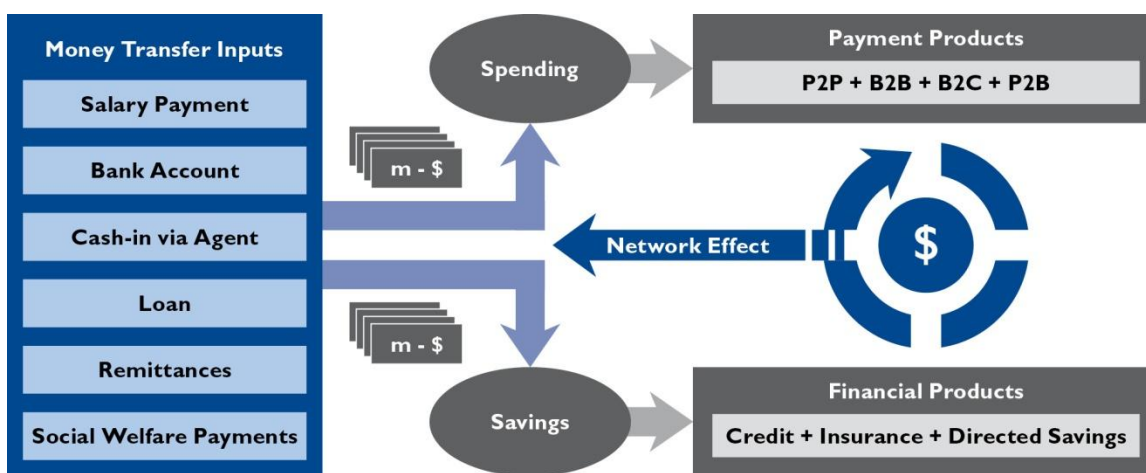 Money Transfer Inputs
Salary Payment
Bank Account
Cash-in via Agent
Loan
Remittances
Social Welfare Payments
m - $
m - $
Spending
Savings
Network Effect
Payment Products
P2P + B2B + B2C + P2B
$
Financial Products
Credit + Insurance + Directed Savings